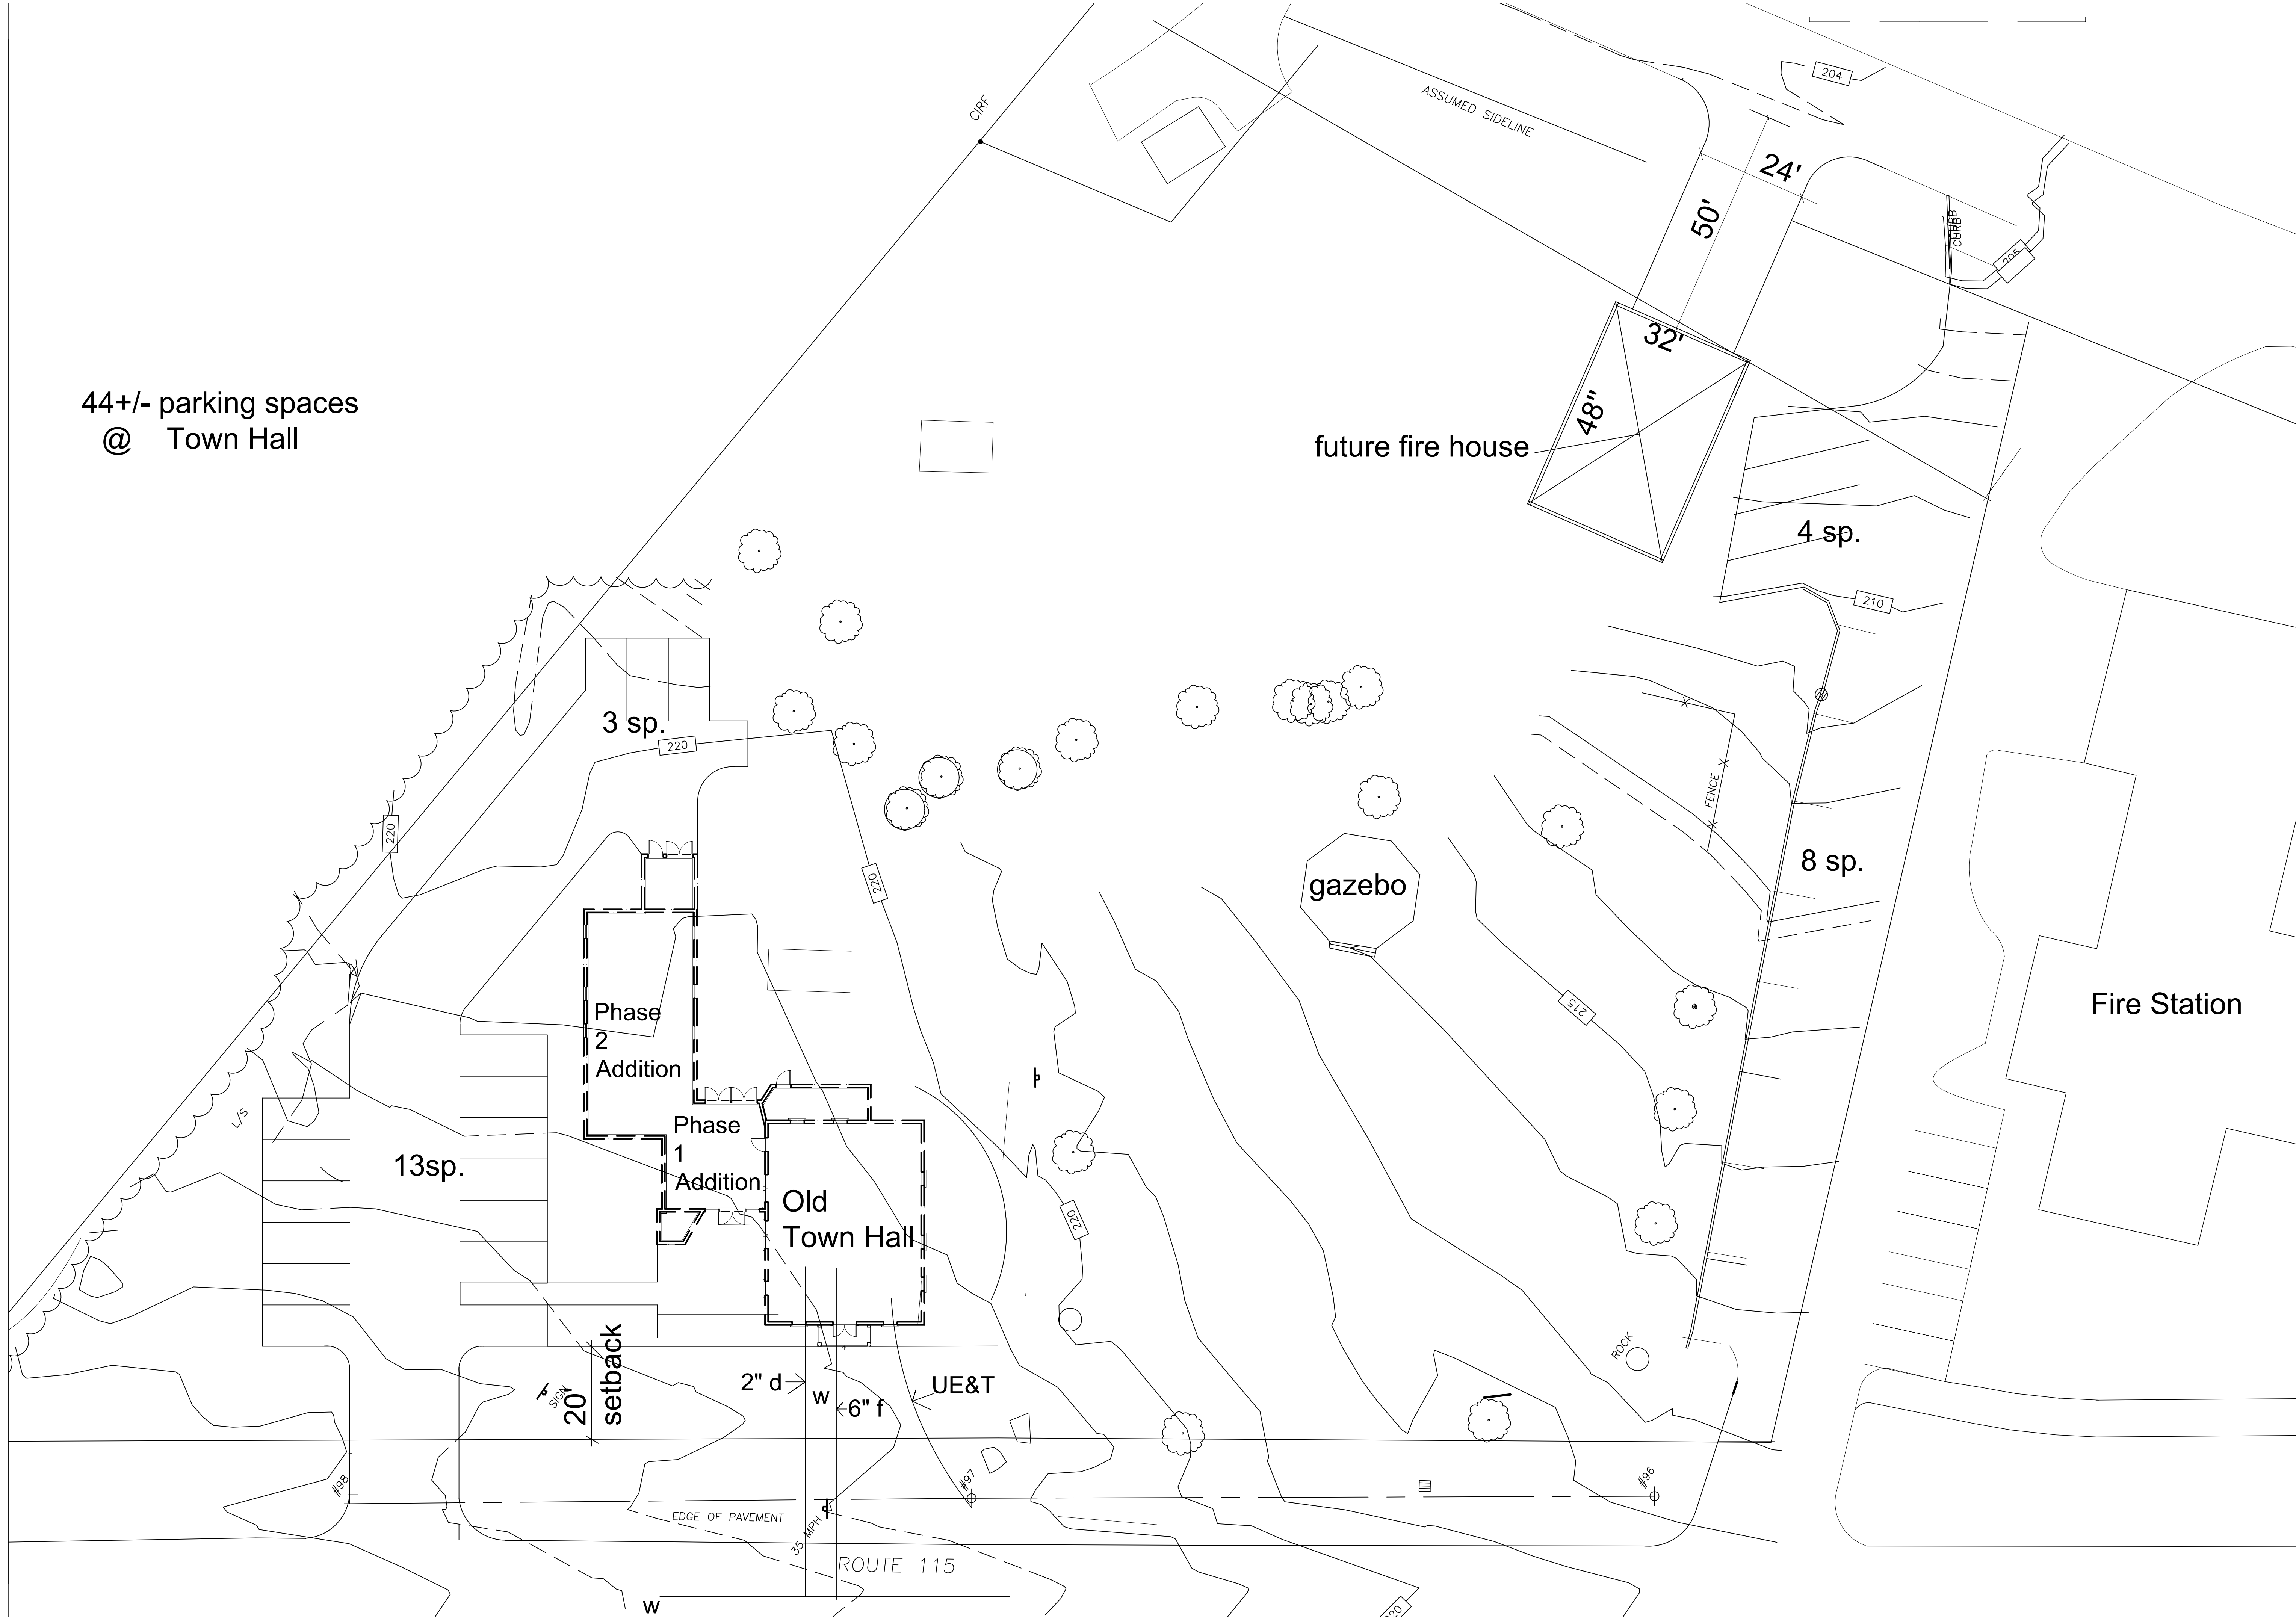 CIRF
ASSUMED SIDELINE
204
24'
50'
CURB
CURB
205
32'
48"
44+/- parking spaces
@ Town Hall
future fire house
4 sp.
210
3 sp.
220
220
220
FENCE
X
X
X
gazebo
8 sp.
Phase
2
Addition
215
Fire Station
L/S
13sp.
Phase
1
Addition
Old
Town Hall
220
20'
setback
SIGN
2" d
w
6" f
UE&T
ROCK
#98
#97
#96
EDGE OF PAVEMENT
35 MPH
ROUTE 115
w